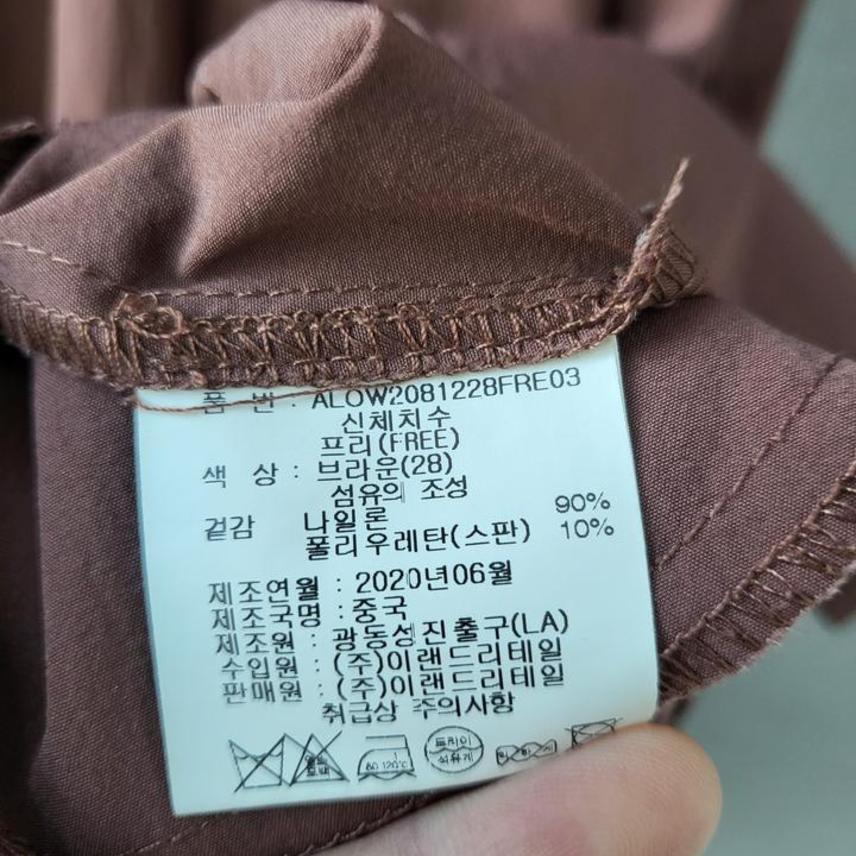 품 번 : ALOW2081228FRE03
신체치수
프리(FREE)
색 상 : 브라운(28)
섬유의 조성
겉감 나일론 90%
폴리우레탄(스판) 10%
제조연월 : 2020년06월
제조국명 : 중국
제조원 : 광동성진출구(LA)
수입원 : (주)이랜드리테일
판매원 : (주)이랜드리테일
취급상 주의사항
80-120℃ 드라이
석유계